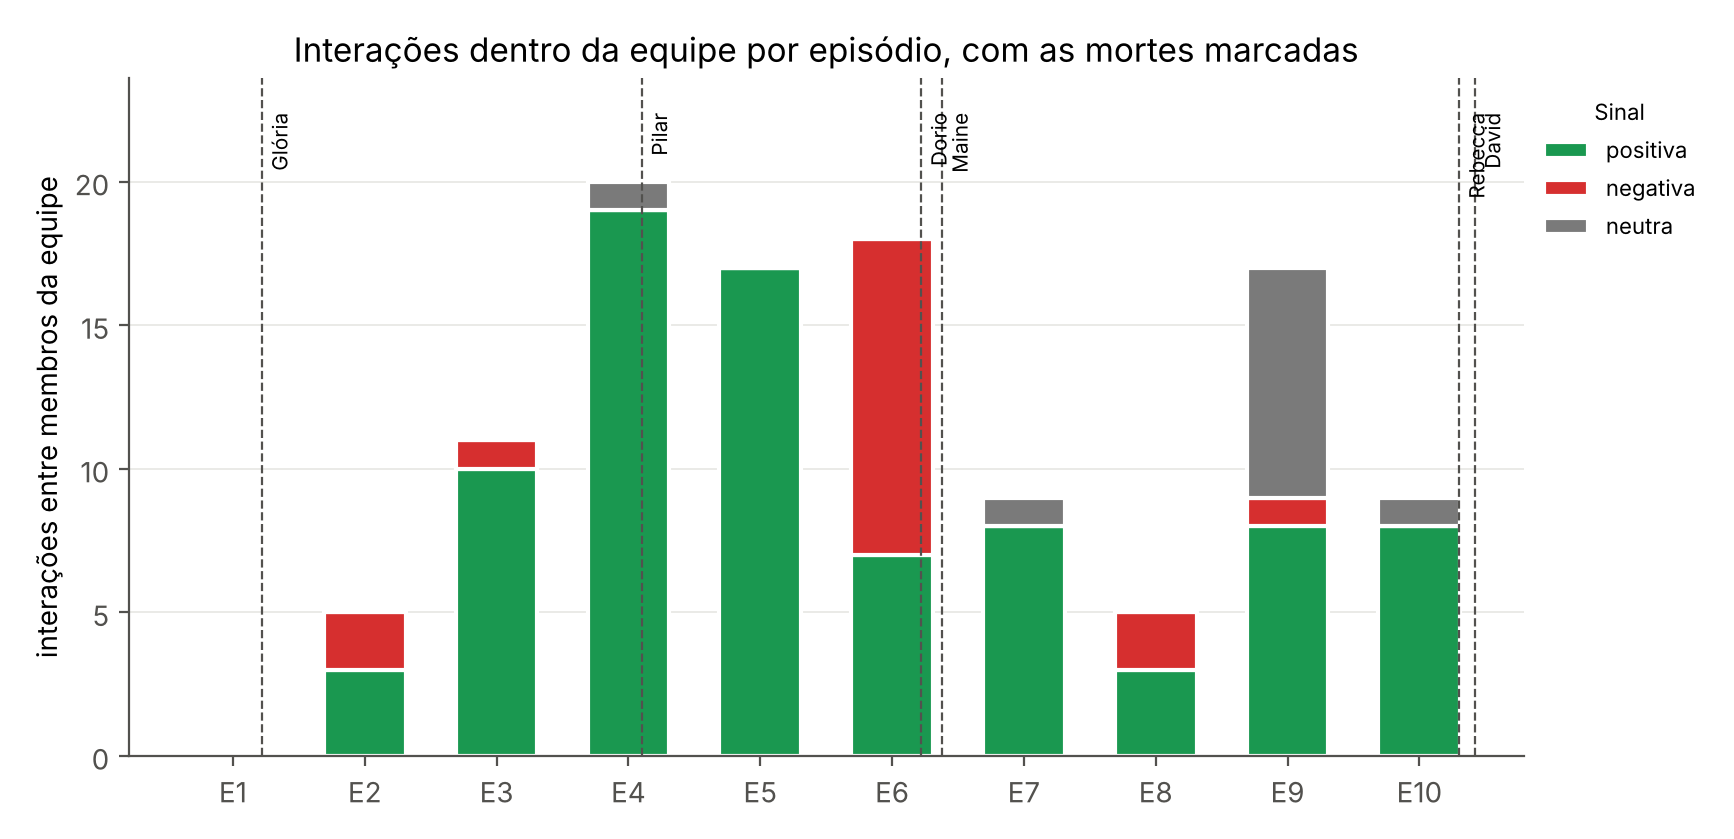 Interações dentro da equipe por episódio, com as mortes marcadas
interações entre membros da equipe
20
15
10
5
0
Glória
Pilar
Dorio
Maine
Rebecca
David
E1
E2
E3
E4
E5
E6
E7
E8
E9
E10
Sinal
positiva
negativa
neutra